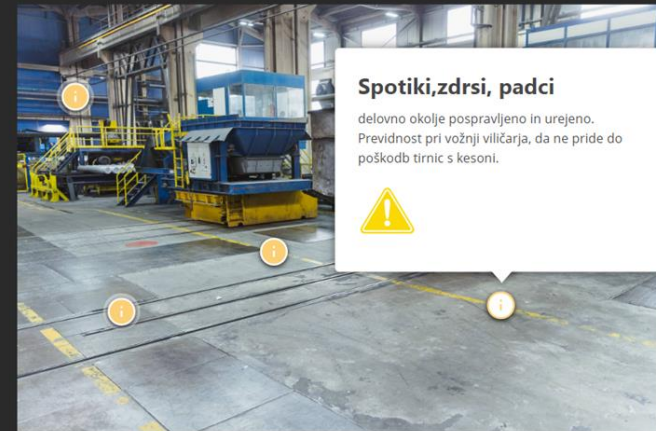 Spotiki,zdrsi, padci
delovno okolje pospravljeno in urejeno.
Previdnost pri vožnji viličarja, da ne pride do
poškodb tirnic s kesoni.